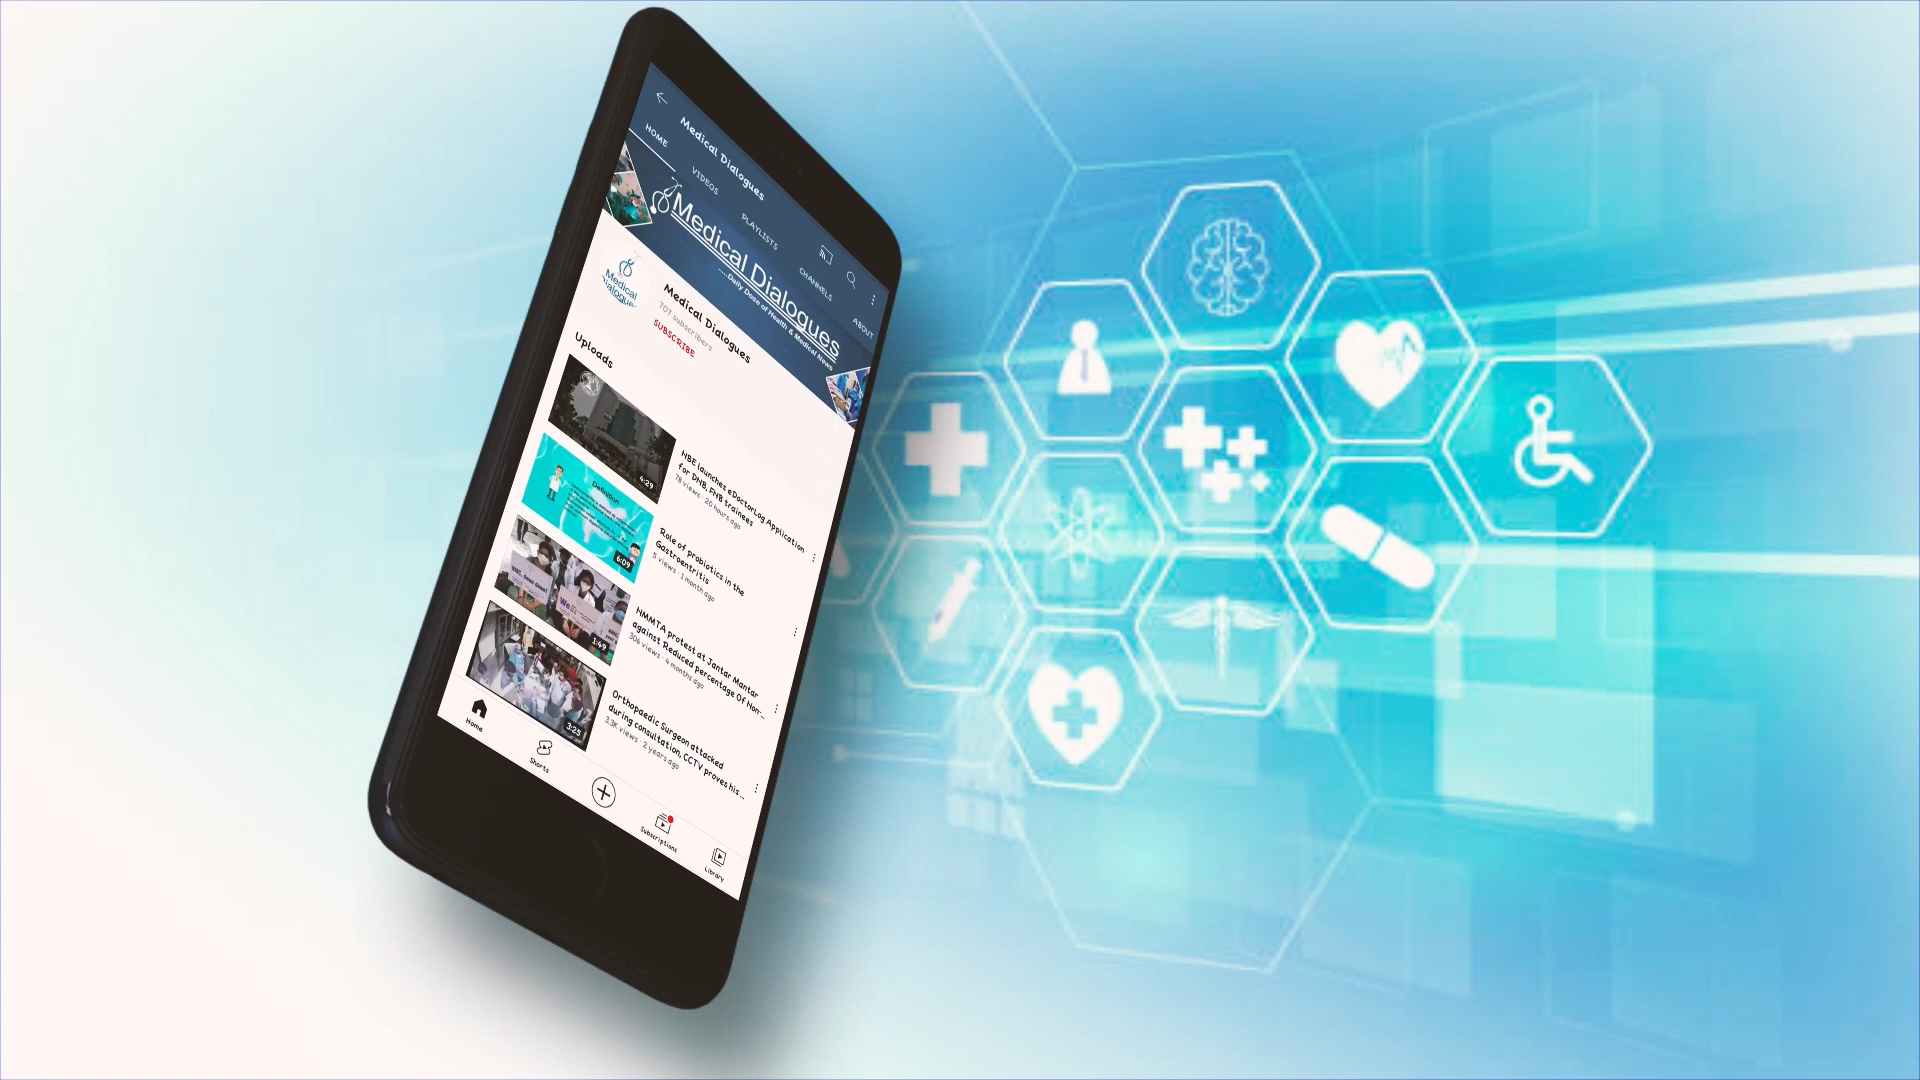 Medical Dialogues
HOME
VIDEOS
PLAYLISTS
CHANNELS
ABOUT
Medical Dialogues
....Daily Dose of Health & Medical News
Medical
Dialogues
Medical Dialogues
707 subscribers
SUBSCRIBE
Uploads
4:29
NBE launches eDoctorLog Application
for DNB, FNB trainees
78 views · 20 hours ago
Definition
6:09
Role of probiotics in the
Gastroentritis
5 views · 1 month ago
We
1:49
NMMTA protest at Jantar Mantar
against Reduced percentage Of Non-...
306 views · 4 months ago
3:25
Orthopaedic Surgeon attacked
during consultation, CCTV proves his...
3.3K views · 2 years ago
Home
Shorts
Subscriptions
Library